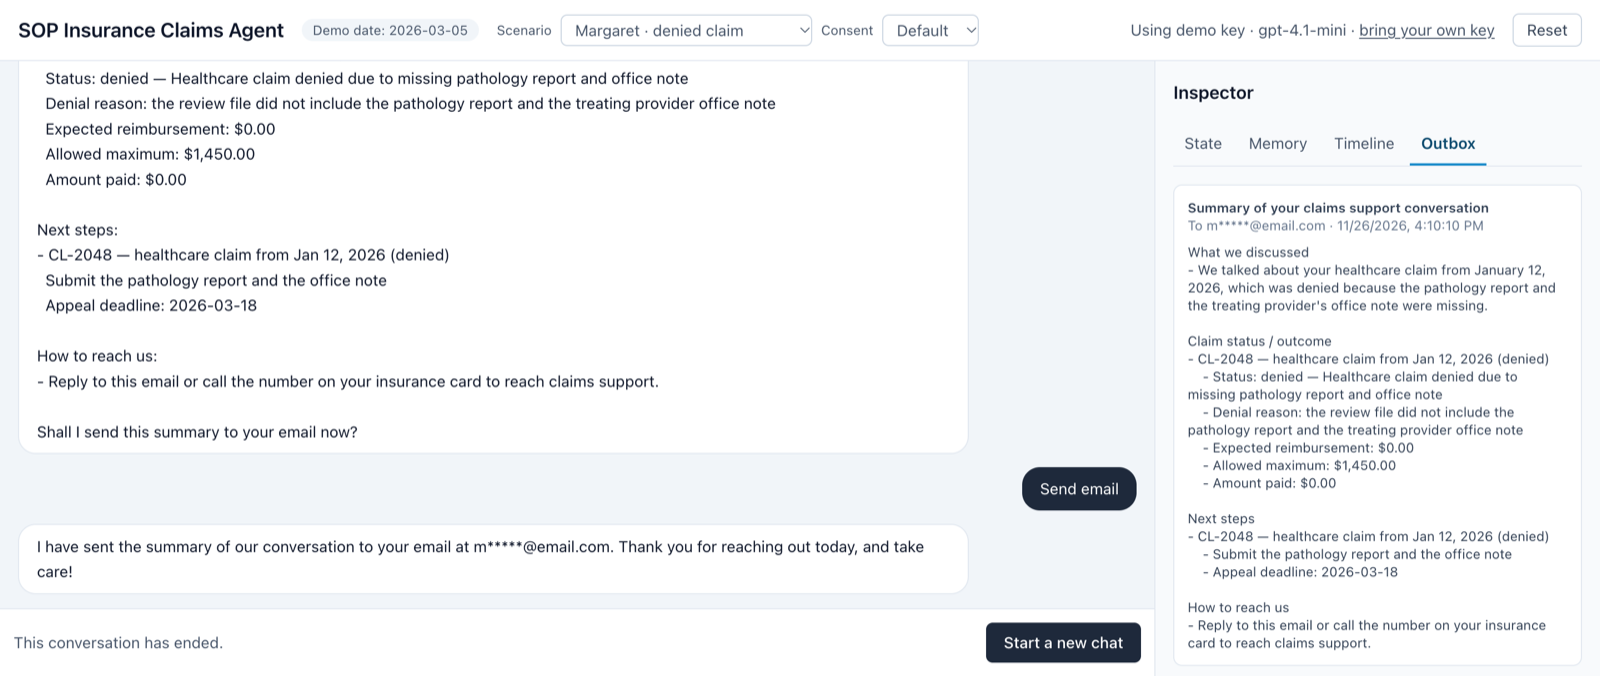 SOP Insurance Claims Agent
Demo date: 2026-03-05
Scenario
Margaret · denied claim
Consent
Default
Using demo key · gpt-4.1-mini · bring your own key
Reset
Status: denied — Healthcare claim denied due to missing pathology report and office note
Denial reason: the review file did not include the pathology report and the treating provider office note
Expected reimbursement: $0.00
Allowed maximum: $1,450.00
Amount paid: $0.00
Next steps:
- CL-2048 — healthcare claim from Jan 12, 2026 (denied)
Submit the pathology report and the office note
Appeal deadline: 2026-03-18
How to reach us:
- Reply to this email or call the number on your insurance card to reach claims support.
Shall I send this summary to your email now?
Send email
I have sent the summary of our conversation to your email at m*****@email.com. Thank you for reaching out today, and take
care!
This conversation has ended.
Start a new chat
Inspector
State
Memory
Timeline
Outbox
Summary of your claims support conversation
To m*****@email.com · 11/26/2026, 4:10:10 PM
What we discussed
- We talked about your healthcare claim from January 12,
2026, which was denied because the pathology report and
the treating provider's office note were missing.
Claim status / outcome
- CL-2048 — healthcare claim from Jan 12, 2026 (denied)
- Status: denied — Healthcare claim denied due to
missing pathology report and office note
- Denial reason: the review file did not include the
pathology report and the treating provider office note
- Expected reimbursement: $0.00
- Allowed maximum: $1,450.00
- Amount paid: $0.00
Next steps
- CL-2048 — healthcare claim from Jan 12, 2026 (denied)
- Submit the pathology report and the office note
- Appeal deadline: 2026-03-18
How to reach us
- Reply to this email or call the number on your insurance
card to reach claims support.